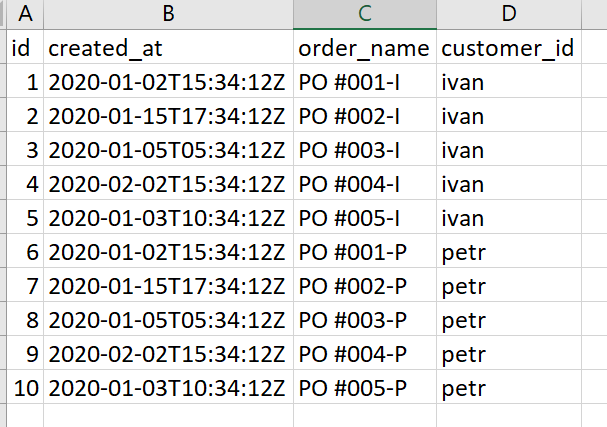 A B C D
id created_at order_name customer_id
1 2020-01-02T15:34:12Z PO #001-I ivan
2 2020-01-15T17:34:12Z PO #002-I ivan
3 2020-01-05T05:34:12Z PO #003-I ivan
4 2020-02-02T15:34:12Z PO #004-I ivan
5 2020-01-03T10:34:12Z PO #005-I ivan
6 2020-01-02T15:34:12Z PO #001-P petr
7 2020-01-15T17:34:12Z PO #002-P petr
8 2020-01-05T05:34:12Z PO #003-P petr
9 2020-02-02T15:34:12Z PO #004-P petr
10 2020-01-03T10:34:12Z PO #005-P petr